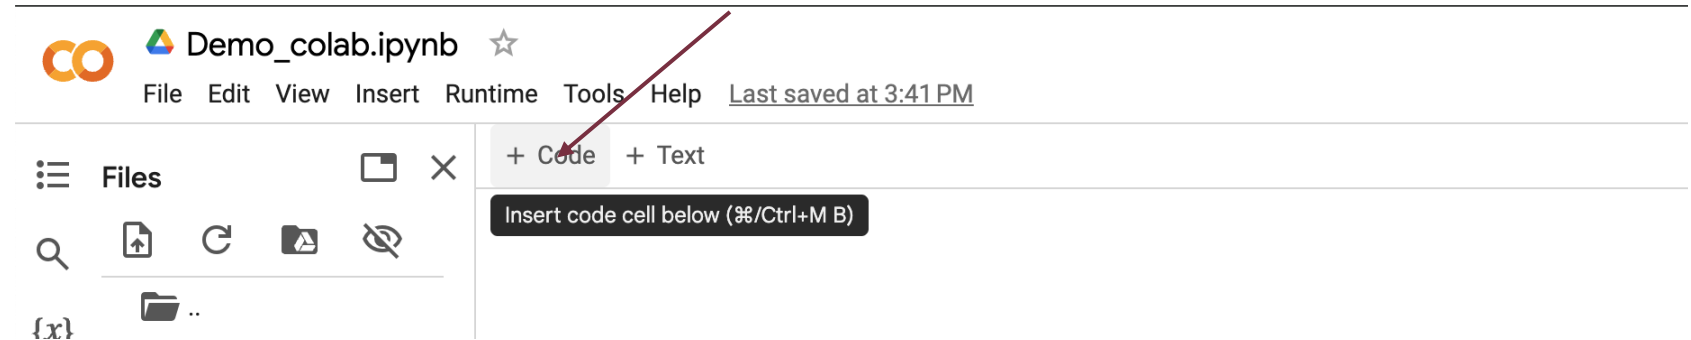 Demo_colab.ipynb
File Edit View Insert Runtime Tools Help Last saved at 3:41 PM
Files
+ Code + Text
Insert code cell below (⌘/Ctrl+M B)
..
{x}